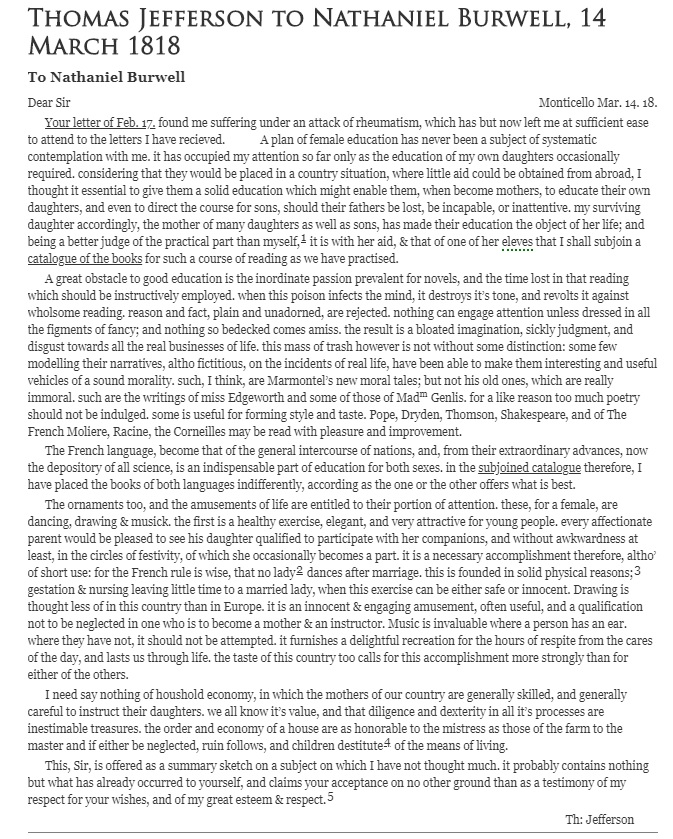 Thomas Jefferson to Nathaniel Burwell, 14
March 1818
To Nathaniel Burwell
Dear Sir Monticello Mar. 14. 18.
Your letter of Feb. 17. found me suffering under an attack of rheumatism, which has but now left me at sufficient ease
to attend to the letters I have recieved. A plan of female education has never been a subject of systematic
contemplation with me. it has occupied my attention so far only as the education of my own daughters occasionally
required. considering that they would be placed in a country situation, where little aid could be obtained from abroad, I
thought it essential to give them a solid education which might enable them, when become mothers, to educate their own
daughters, and even to direct the course for sons, should their fathers be lost, be incapable, or inattentive. my surviving
daughter accordingly, the mother of many daughters as well as sons, has made their education the object of her life; and
being a better judge of the practical part than myself,1 it is with her aid, & that of one of her eleves that I shall subjoin a
catalogue of the books for such a course of reading as we have practised.
A great obstacle to good education is the inordinate passion prevalent for novels, and the time lost in that reading
which should be instructively employed. when this poison infects the mind, it destroys it's tone, and revolts it against
wholsome reading. reason and fact, plain and unadorned, are rejected. nothing can engage attention unless dressed in all
the figments of fancy; and nothing so bedecked comes amiss. the result is a bloated imagination, sickly judgment, and
disgust towards all the real businesses of life. this mass of trash however is not without some distinction: some few
modelling their narratives, altho fictitious, on the incidents of real life, have been able to make them interesting and useful
vehicles of a sound morality. such, I think, are Marmontel's new moral tales; but not his old ones, which are really
immoral. such are the writings of miss Edgeworth and some of those of Madm Genlis. for a like reason too much poetry
should not be indulged. some is useful for forming style and taste. Pope, Dryden, Thomson, Shakespeare, and of The
French Moliere, Racine, the Corneilles may be read with pleasure and improvement.
The French language, become that of the general intercourse of nations, and, from their extraordinary advances, now
the depository of all science, is an indispensable part of education for both sexes. in the subjoined catalogue therefore, I
have placed the books of both languages indifferently, according as the one or the other offers what is best.
The ornaments too, and the amusements of life are entitled to their portion of attention. these, for a female, are
dancing, drawing & musick. the first is a healthy exercise, elegant, and very attractive for young people. every affectionate
parent would be pleased to see his daughter qualified to participate with her companions, and without awkwardness at
least, in the circles of festivity, of which she occasionally becomes a part. it is a necessary accomplishment therefore, altho'
of short use: for the French rule is wise, that no lady2 dances after marriage. this is founded in solid physical reasons;3
gestation & nursing leaving little time to a married lady, when this exercise can be either safe or innocent. Drawing is
thought less of in this country than in Europe. it is an innocent & engaging amusement, often useful, and a qualification
not to be neglected in one who is to become a mother & an instructor. Music is invaluable where a person has an ear.
where they have not, it should not be attempted. it furnishes a delightful recreation for the hours of respite from the cares
of the day, and lasts us through life. the taste of this country too calls for this accomplishment more strongly than for
either of the others.
I need say nothing of houshold economy, in which the mothers of our country are generally skilled, and generally
careful to instruct their daughters. we all know it's value, and that diligence and dexterity in all it's processes are
inestimable treasures. the order and economy of a house are as honorable to the mistress as those of the farm to the
master and if either be neglected, ruin follows, and children destitute4 of the means of living.
This, Sir, is offered as a summary sketch on a subject on which I have not thought much. it probably contains nothing
but what has already occurred to yourself, and claims your acceptance on no other ground than as a testimony of my
respect for your wishes, and of my great esteem & respect.5
Th: Jefferson